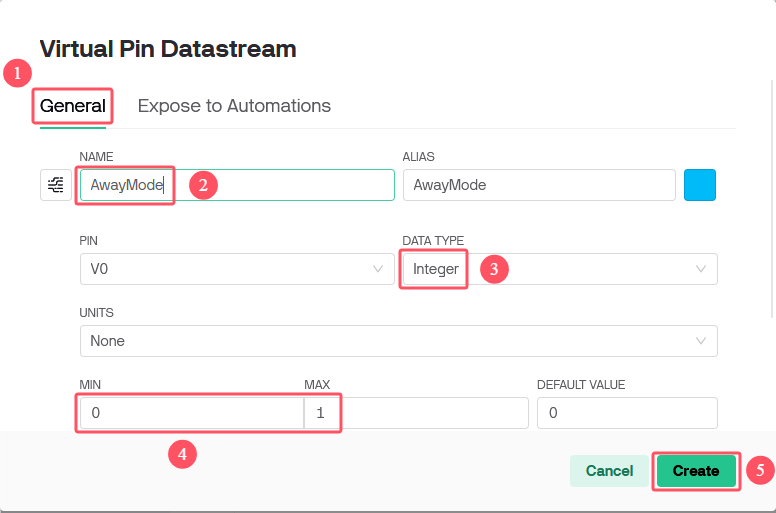 Virtual Pin Datastream
1
General Expose to Automations
NAME ALIAS
AwayMode 2 AwayMode
PIN DATA TYPE
V0 Integer 3
UNITS
None
MIN MAX DEFAULT VALUE
0 1 0
4
Cancel Create 5